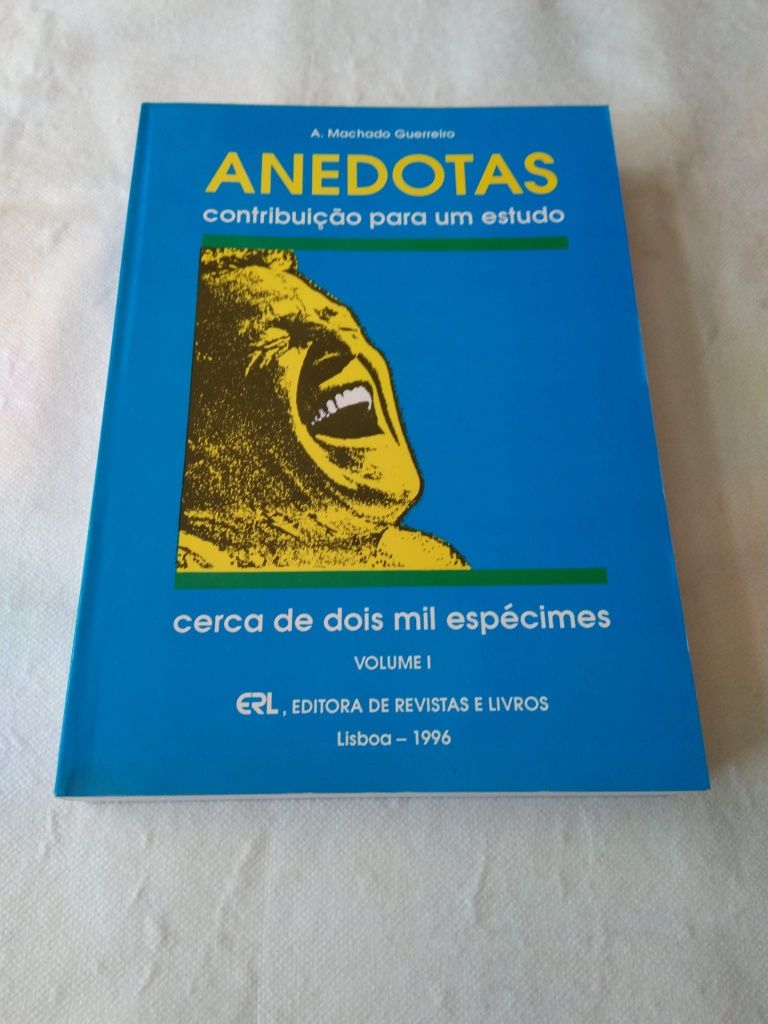 A. Machado Guerreiro
ANEDOTAS
contribuição para um estudo
cerca de dois mil espécimes
VOLUME I
ERL, EDITORA DE REVISTAS E LIVROS
Lisboa – 1996